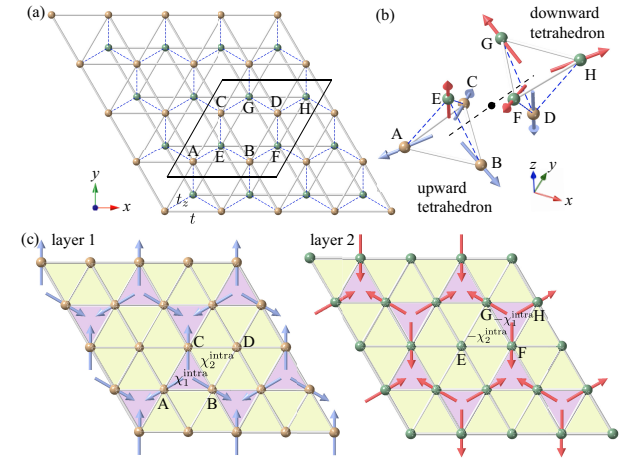 (a)
C G D H
A E B F
y
x
t_z
t
(b)
downward
tetrahedron
G
H
E C
F D
A
B
upward
tetrahedron
z y
x
(c) layer 1
C D
χ_2^intra
χ_1^intra
A B
layer 2
G −χ_1^intra H
−χ_2^intra
E F